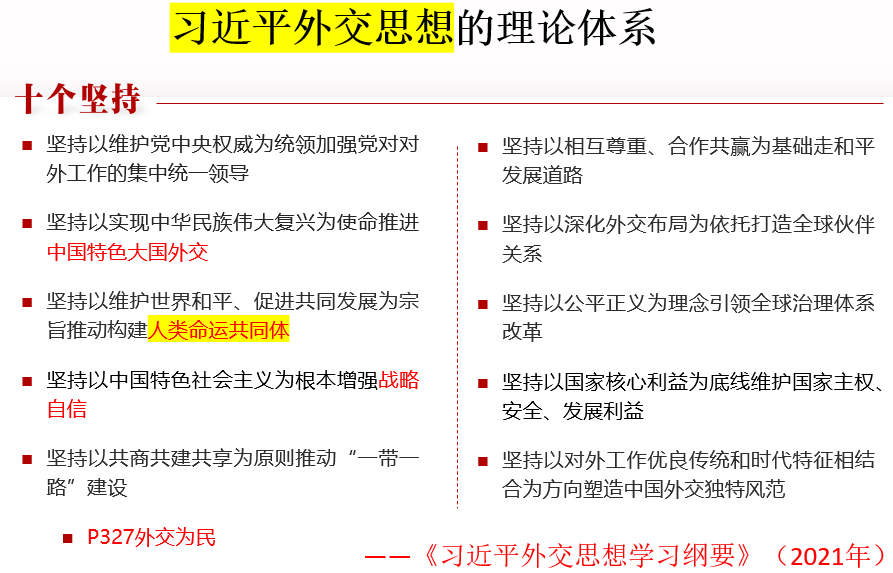 习近平外交思想的理论体系
十个坚持
坚持以维护党中央权威为统领加强党对对
外工作的集中统一领导
坚持以实现中华民族伟大复兴为使命推进
中国特色大国外交
坚持以维护世界和平、促进共同发展为宗
旨推动构建人类命运共同体
坚持以中国特色社会主义为根本增强战略
自信
坚持以共商共建共享为原则推动“一带一
路”建设
P327外交为民
坚持以相互尊重、合作共赢为基础走和平
发展道路
坚持以深化外交布局为依托打造全球伙伴
关系
坚持以公平正义为理念引领全球治理体系
改革
坚持以国家核心利益为底线维护国家主权、
安全、发展利益
坚持以对外工作优良传统和时代特征相结
合为方向塑造中国外交独特风范
——《习近平外交思想学习纲要》（2021年）